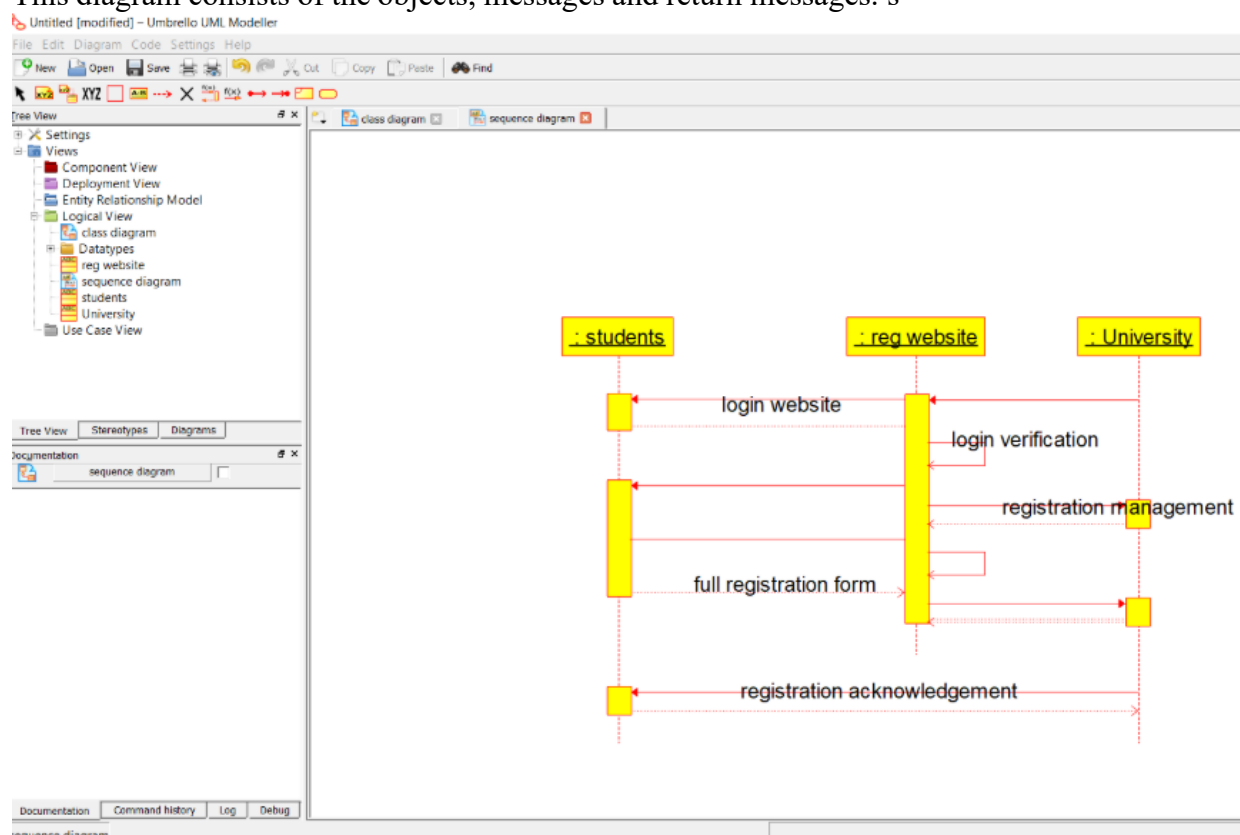 This diagram consists of the objects, messages and return messages. s
Untitled [modified] – Umbrello UML Modeller
File Edit Diagram Code Settings Help
New Open Save Cut Copy Paste Find
XYZ
Tree View
class diagram
sequence diagram
Settings
Views
Component View
Deployment View
Entity Relationship Model
Logical View
class diagram
Datatypes
reg website
sequence diagram
students
University
Use Case View
Tree View Stereotypes Diagrams
Documentation
sequence diagram
: students
: reg website
: University
login website
login verification
registration management
full registration form
registration acknowledgement
Documentation Command history Log Debug
sequence diagram